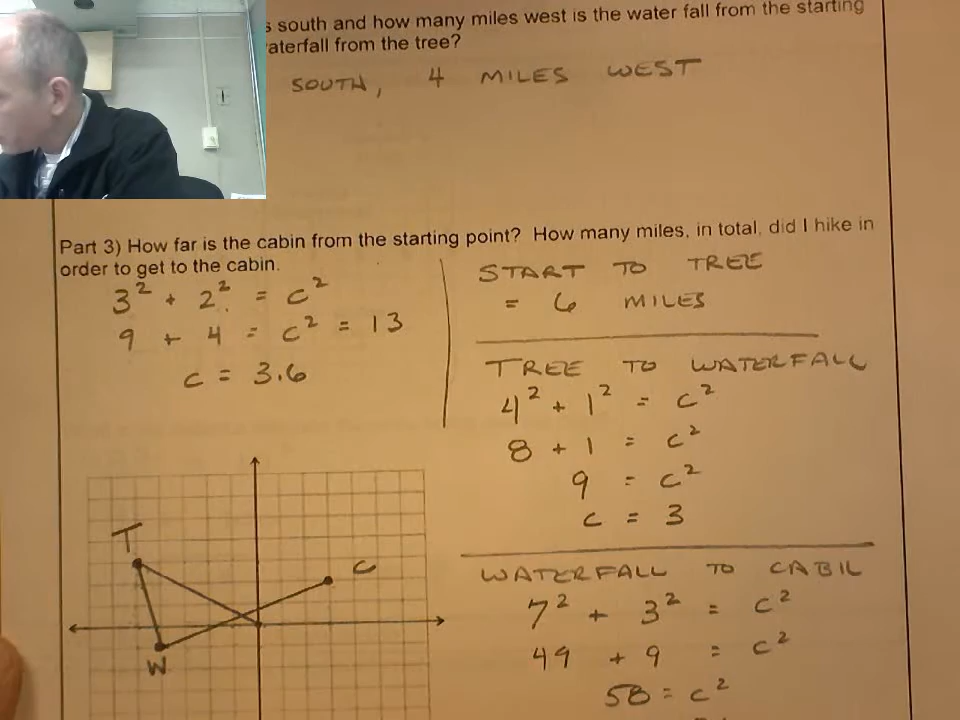 s south and how many miles west is the water fall from the starting
aterfall from the tree?
SOUTH, 4 MILES WEST
Part 3) How far is the cabin from the starting point? How many miles, in total, did I hike in
order to get to the cabin.
3² + 2² = c²
9 + 4 = c² = 13
c = 3.6
START TO TREE
= 6 MILES
TREE TO WATERFALL
4² + 1² = c²
8 + 1 = c²
9 = c²
c = 3
WATERFALL TO CABIL
7² + 3² = c²
49 + 9 = c²
58 = c²
T
C
W